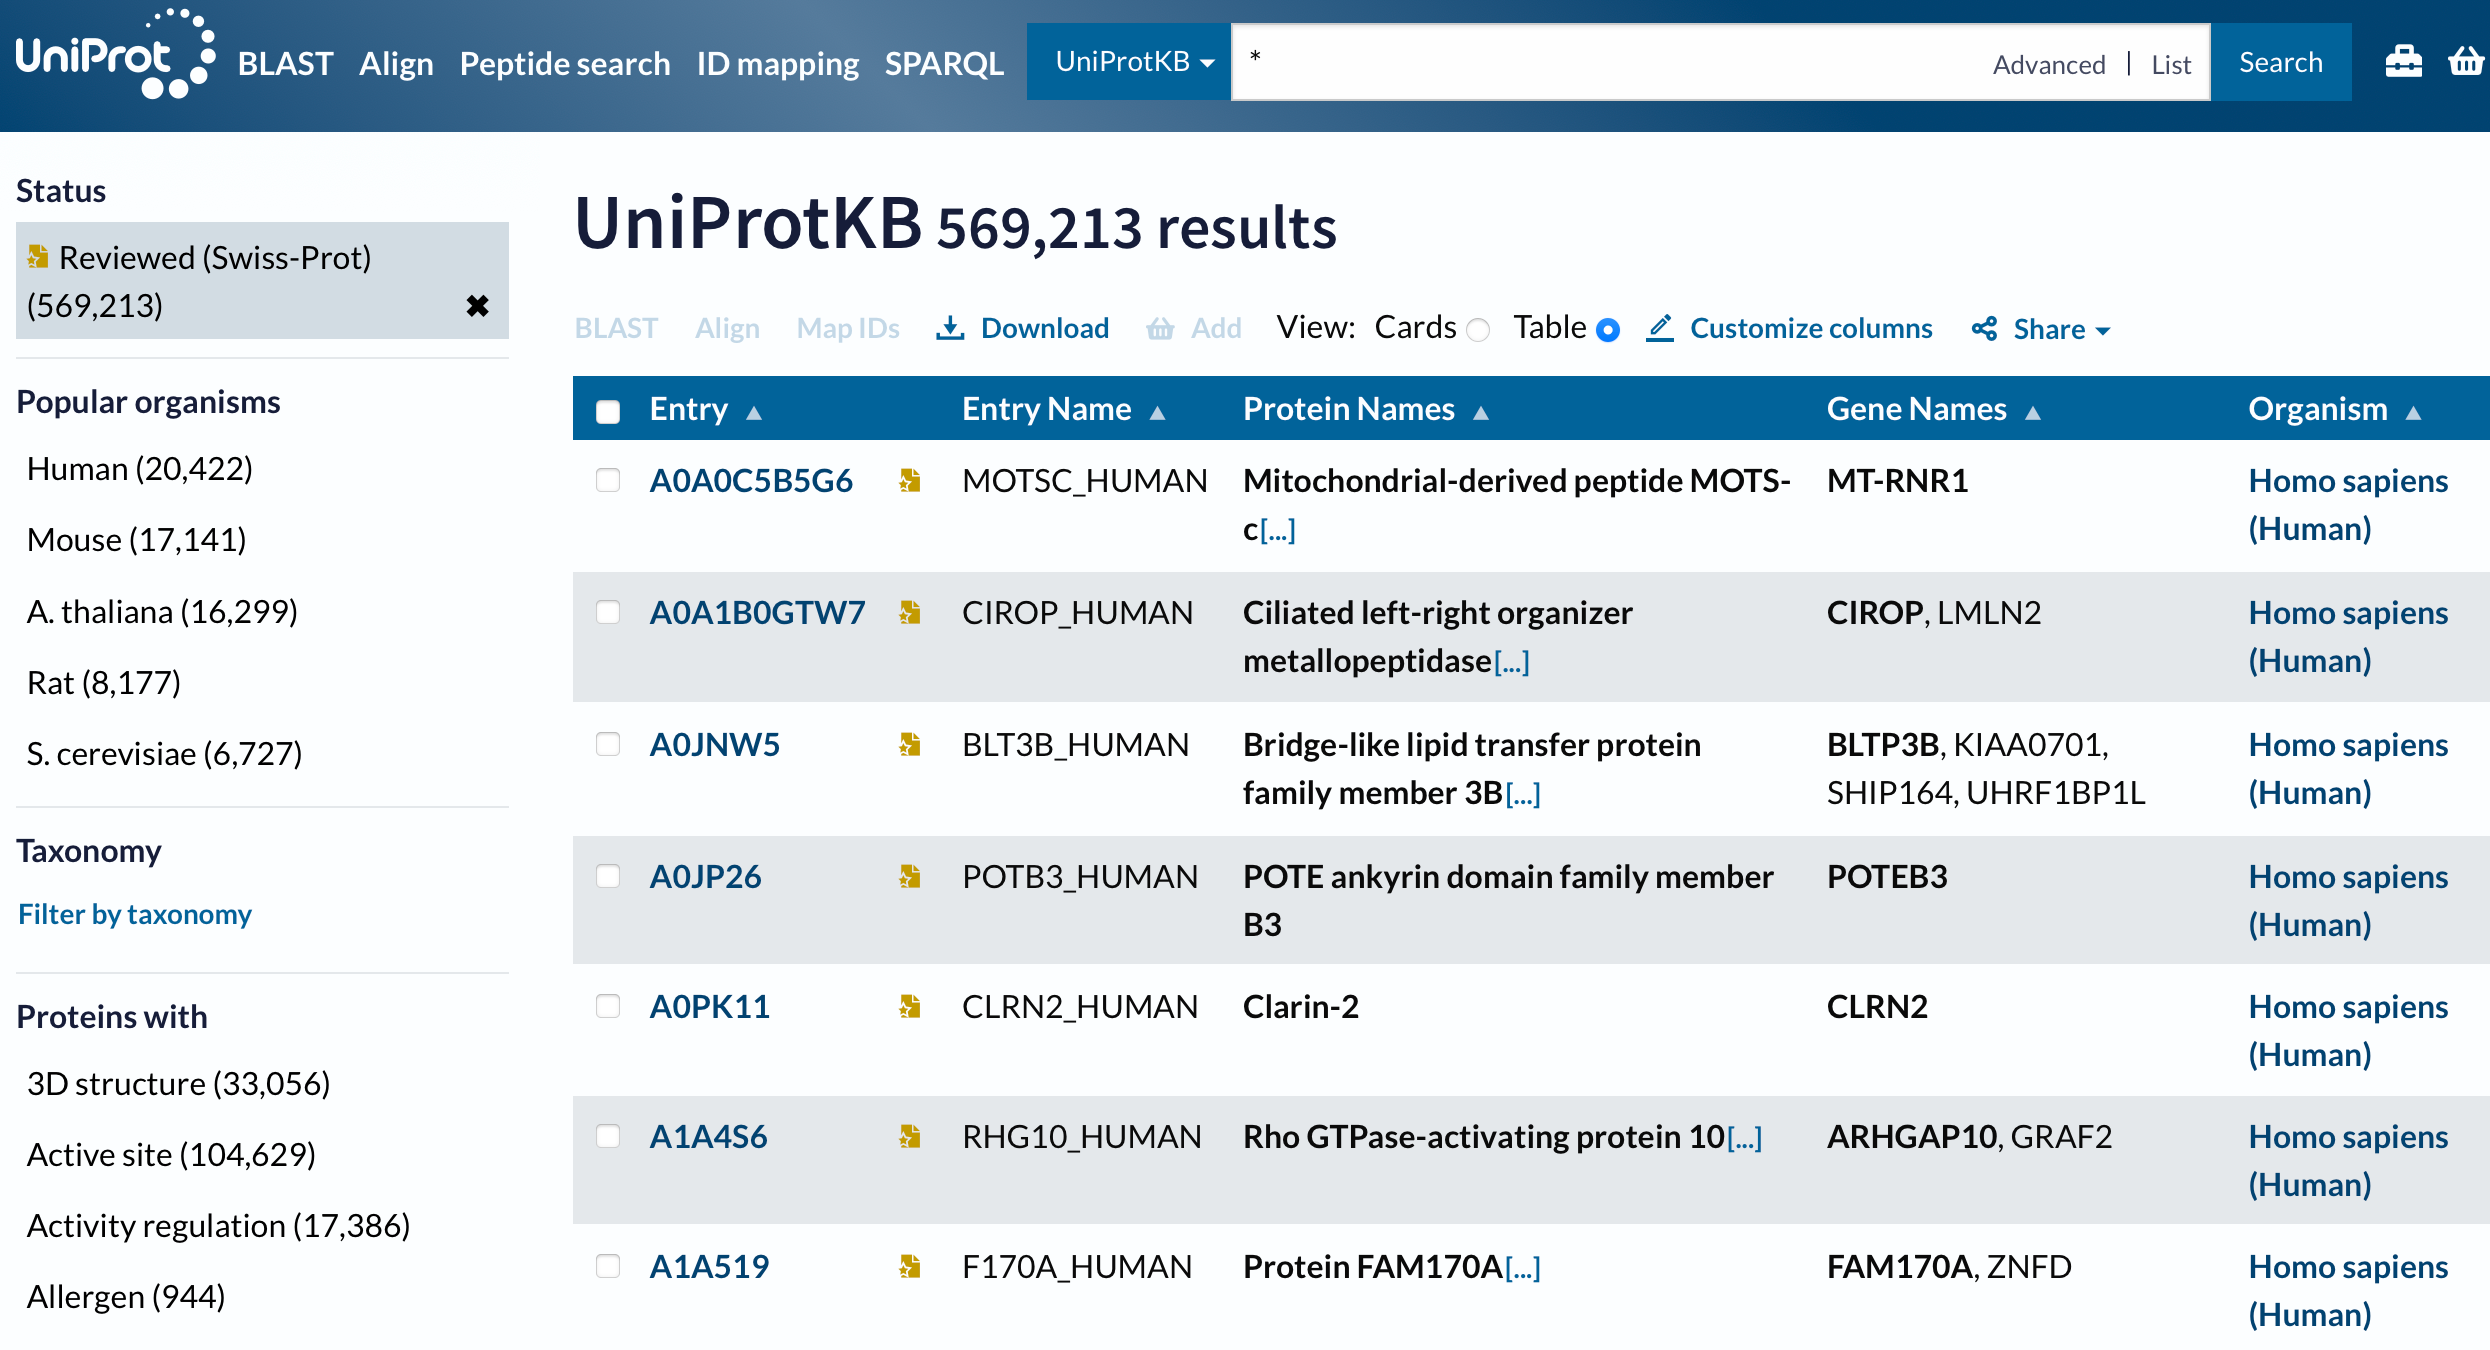 UniProt BLAST Align Peptide search ID mapping SPARQL UniProtKB * Advanced | List Search
Status
Reviewed (Swiss-Prot)
(569,213)
Popular organisms
Human (20,422)
Mouse (17,141)
A. thaliana (16,299)
Rat (8,177)
S. cerevisiae (6,727)
Taxonomy
Filter by taxonomy
Proteins with
3D structure (33,056)
Active site (104,629)
Activity regulation (17,386)
Allergen (944)
UniProtKB 569,213 results
BLAST Align Map IDs Download Add View: Cards Table Customize columns Share
Entry Entry Name Protein Names Gene Names Organism
A0A0C5B5G6 MOTSC_HUMAN Mitochondrial-derived peptide MOTS- MT-RNR1 Homo sapiens
c[...] (Human)
A0A1B0GTW7 CIROP_HUMAN Ciliated left-right organizer CIROP, LMLN2 Homo sapiens
metallopeptidase[...] (Human)
A0JNW5 BLT3B_HUMAN Bridge-like lipid transfer protein BLTP3B, KIAA0701, Homo sapiens
family member 3B[...] SHIP164, UHRF1BP1L (Human)
A0JP26 POTB3_HUMAN POTE ankyrin domain family member POTEB3 Homo sapiens
B3 (Human)
A0PK11 CLRN2_HUMAN Clarin-2 CLRN2 Homo sapiens
(Human)
A1A4S6 RHG10_HUMAN Rho GTPase-activating protein 10[...] ARHGAP10, GRAF2 Homo sapiens
(Human)
A1A519 F170A_HUMAN Protein FAM170A[...] FAM170A, ZNFD Homo sapiens
(Human)